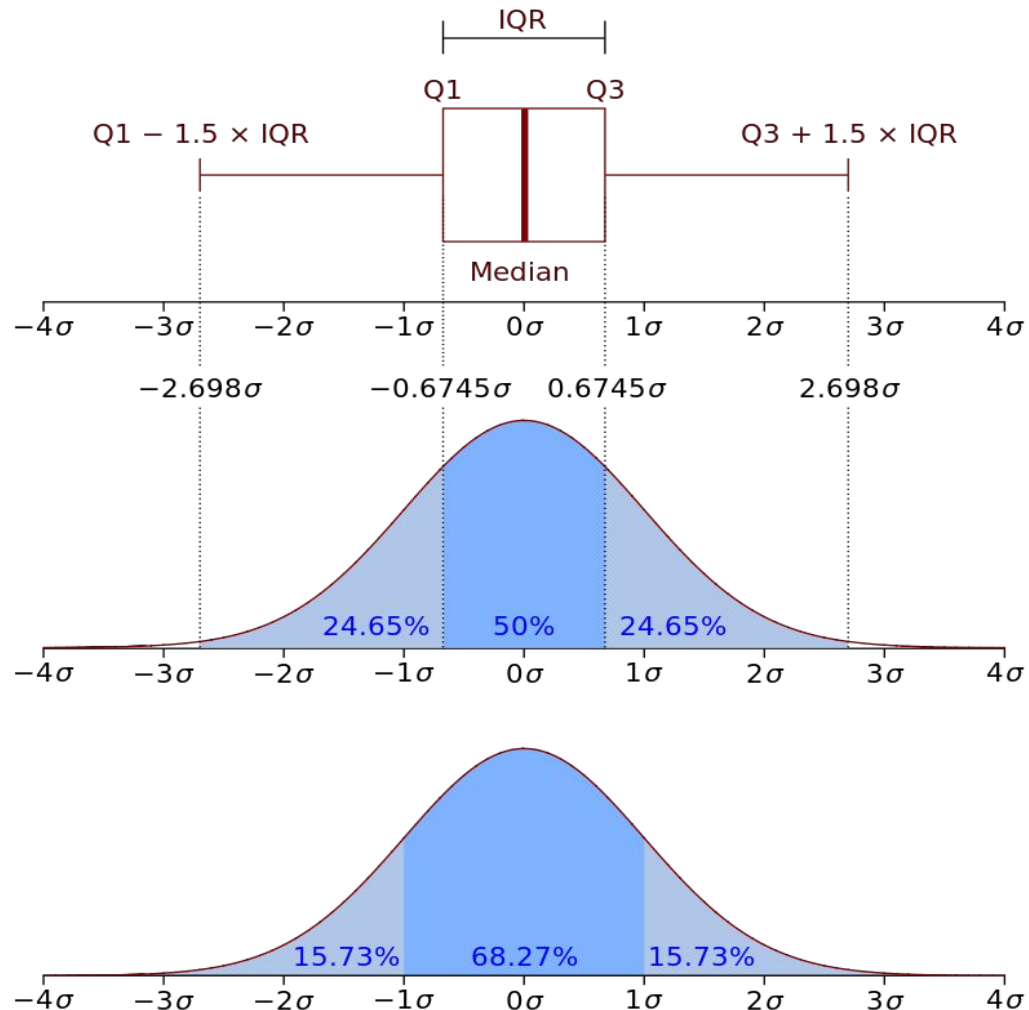 IQR
Q1 Q3
Q1 − 1.5 × IQR Q3 + 1.5 × IQR
Median
−4σ −3σ −2σ −1σ 0σ 1σ 2σ 3σ 4σ
−2.698σ −0.6745σ 0.6745σ 2.698σ
24.65% 50% 24.65%
−4σ −3σ −2σ −1σ 0σ 1σ 2σ 3σ 4σ
15.73% 68.27% 15.73%
−4σ −3σ −2σ −1σ 0σ 1σ 2σ 3σ 4σ